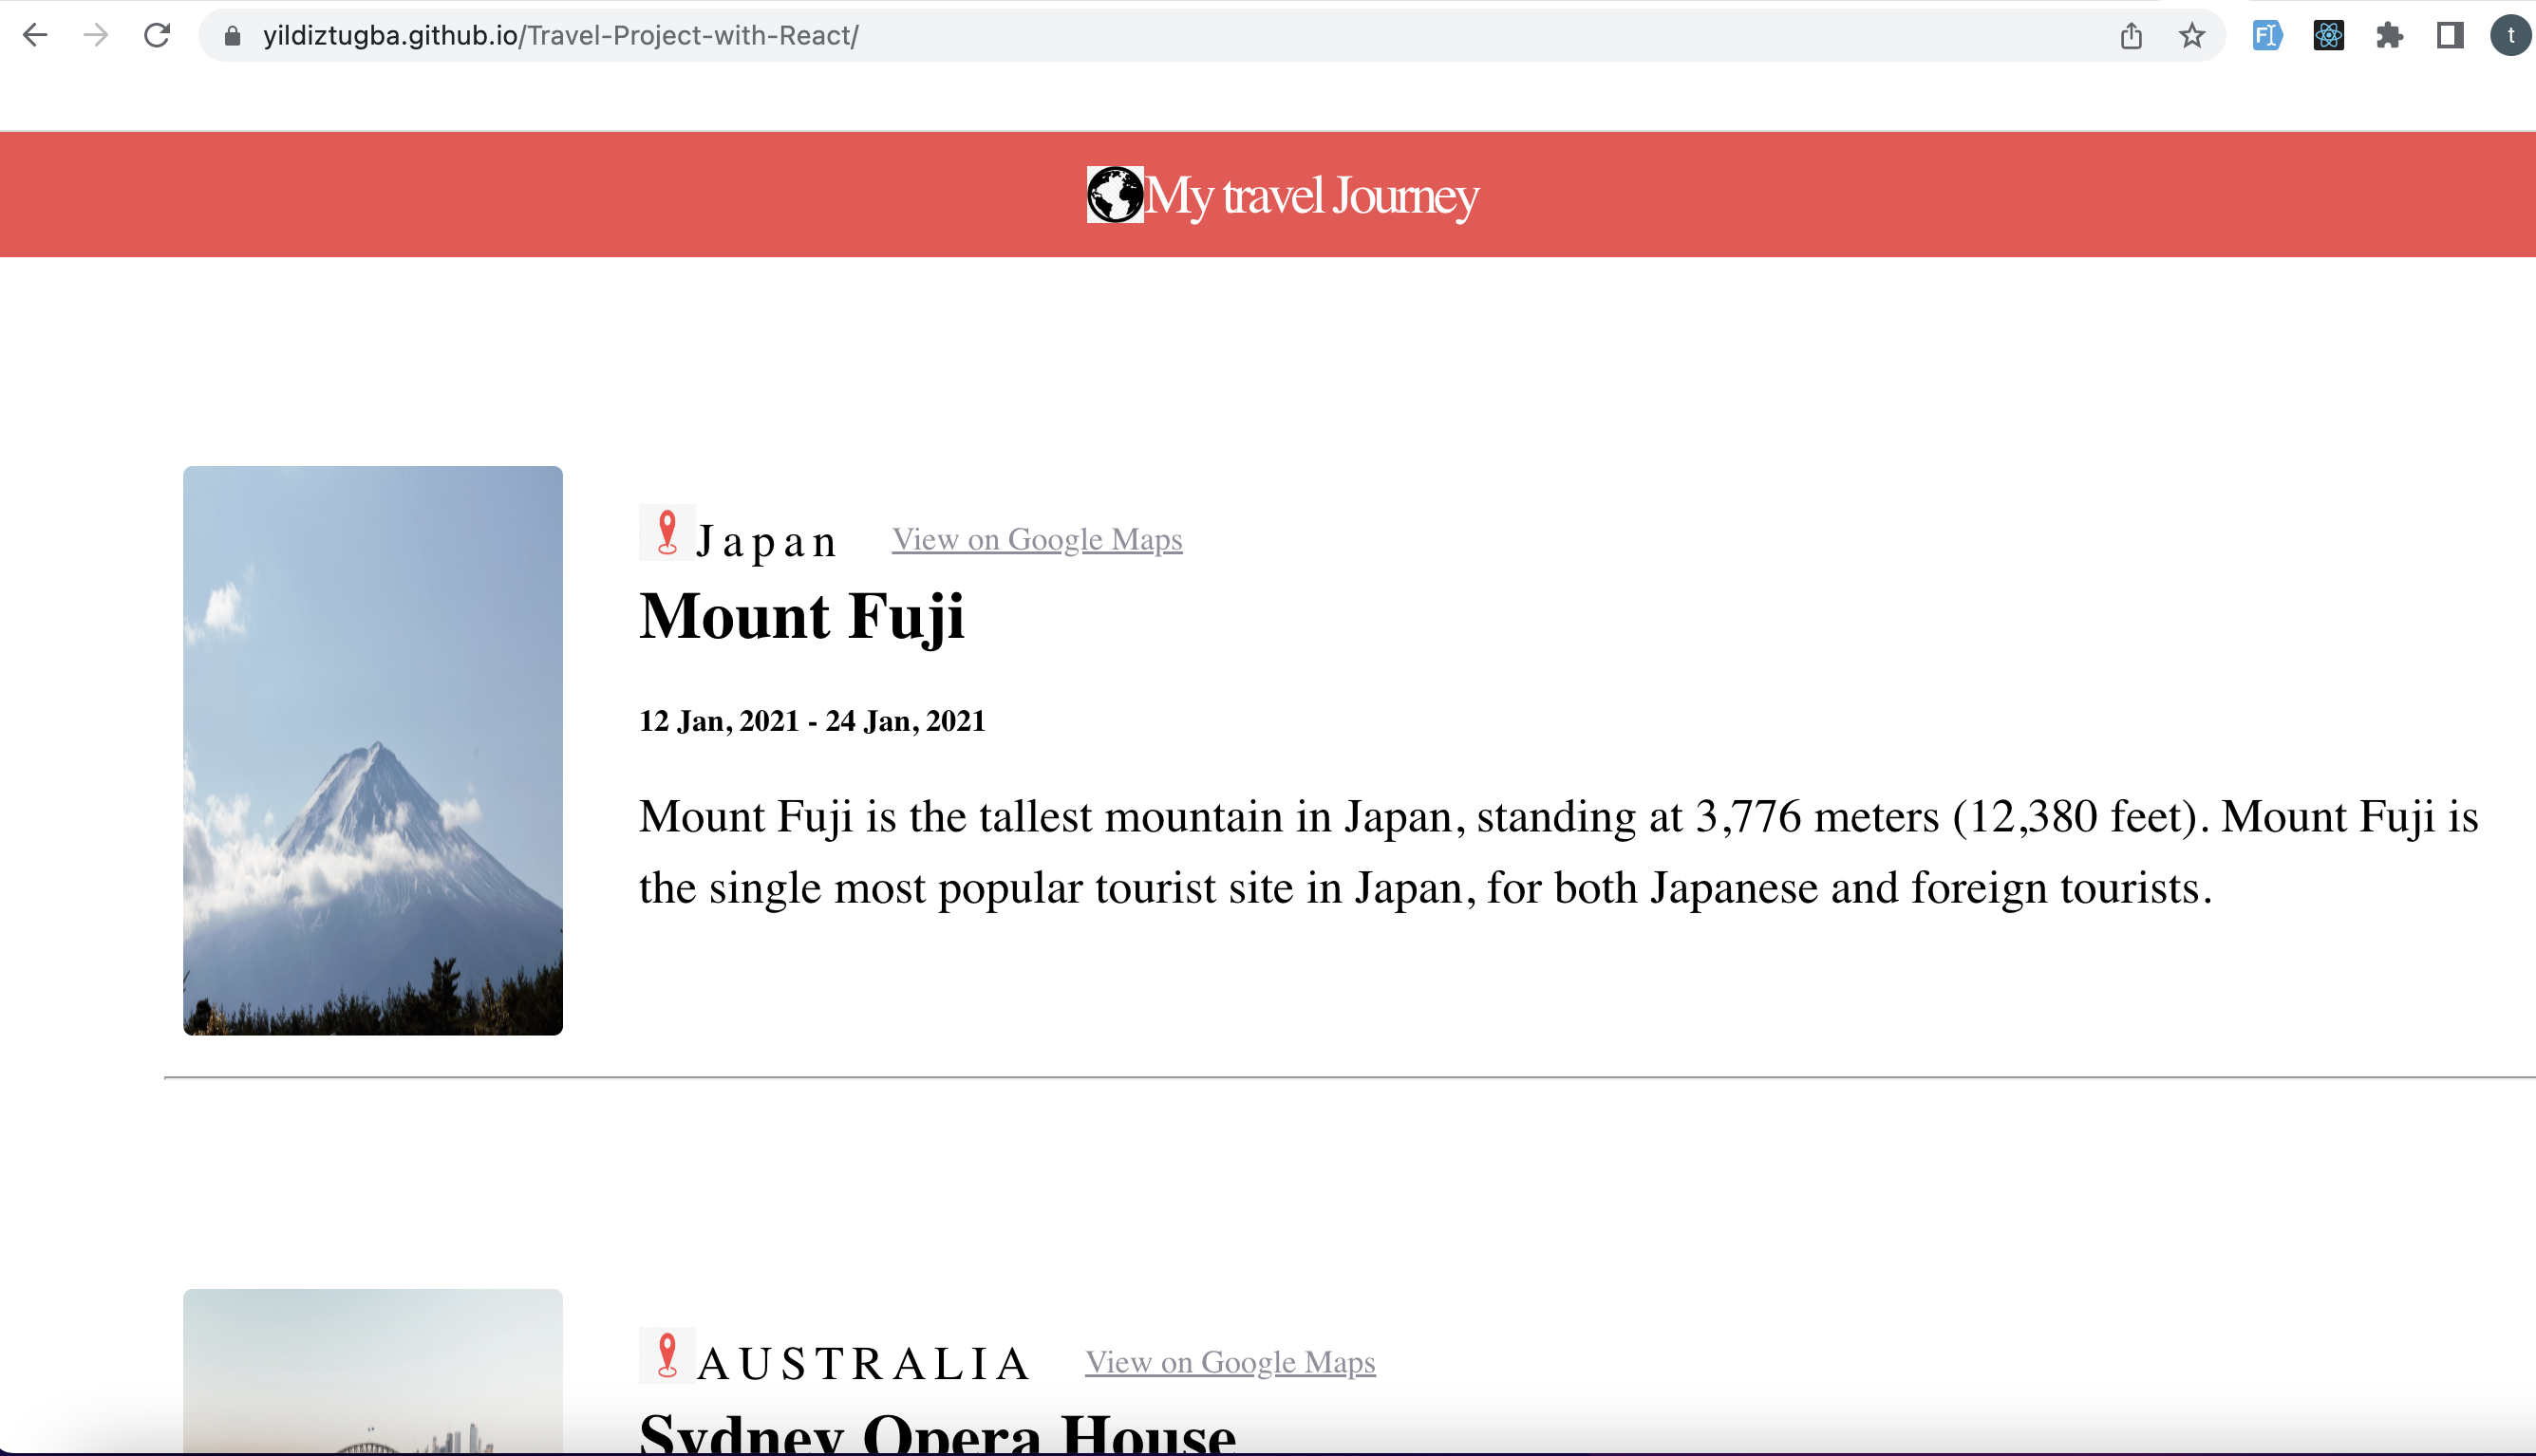 yildiztugba.github.io/Travel-Project-with-React/
t
My travel Journey
Japan View on Google Maps
Mount Fuji
12 Jan, 2021 - 24 Jan, 2021
Mount Fuji is the tallest mountain in Japan, standing at 3,776 meters (12,380 feet). Mount Fuji is
the single most popular tourist site in Japan, for both Japanese and foreign tourists.
AUSTRALIA View on Google Maps
Sydney Opera House